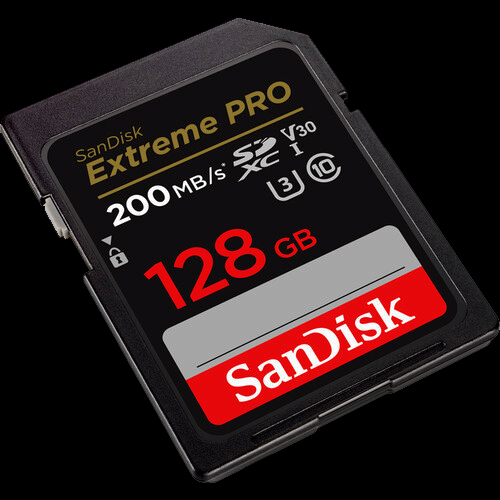 SanDisk
Extreme PRO
200 MB/s*
SD XC I V30
U3 10
128 GB
SanDisk